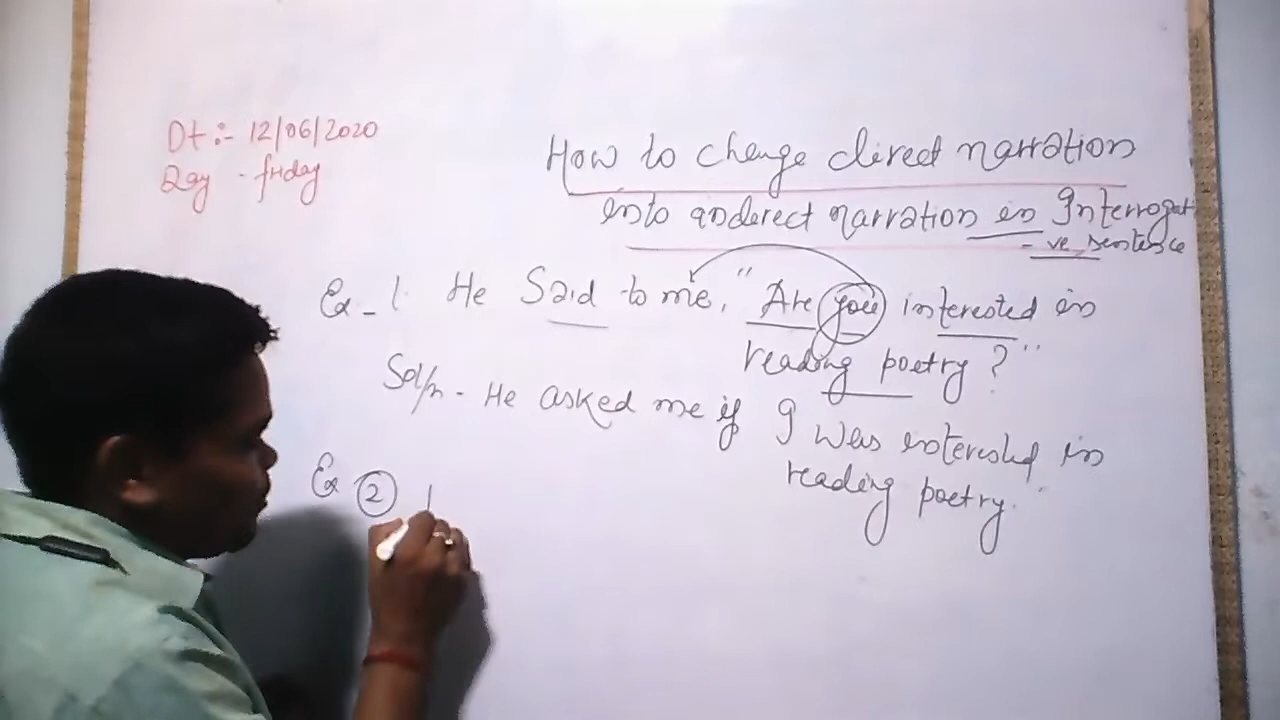 Dt :- 12/06/2020
Day - friday
How to change direct narration
into indirect narration in Interrogati
- ve sentence
Ex - 1. He Said to me, "Are you interested in
reading poetry ?"
Sol/n - He asked me if I was interested in
reading poetry.
Ex 2